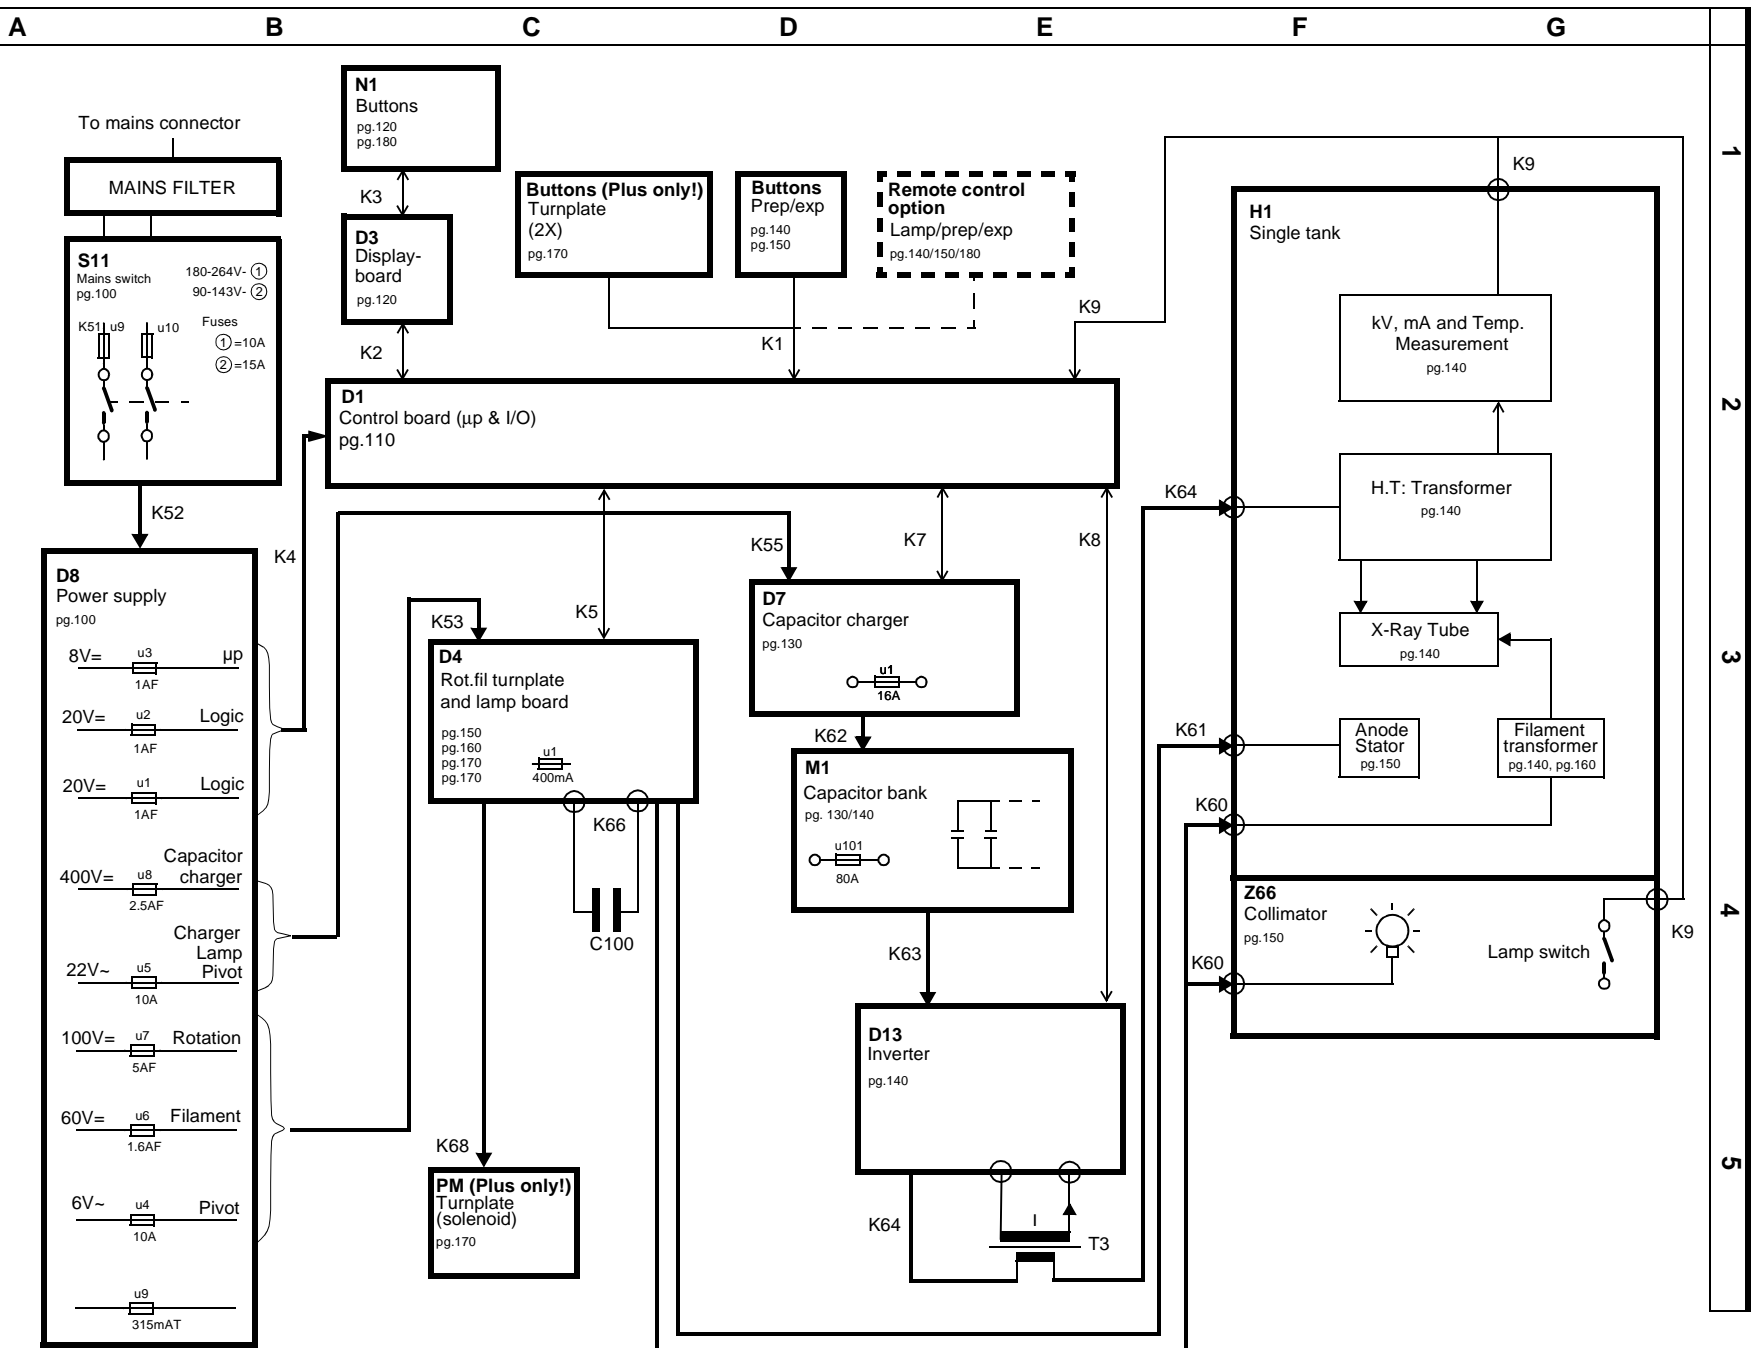 A B C D E F G
1
2
3
4
5
To mains connector
MAINS FILTER
S11
Mains switch
pg.100
180-264V- ①
90-143V- ②
K51 u9
u10
Fuses
①=10A
②=15A
K52
D8
Power supply
pg.100
8V= u3 µp
1AF
20V= u2 Logic
1AF
20V= u1 Logic
1AF
Capacitor
charger
400V= u8
2.5AF
Charger
Lamp
Pivot
22V~ u5
10A
100V= u7 Rotation
5AF
60V= u6 Filament
1.6AF
6V~ u4 Pivot
10A
u9
315mAT
N1
Buttons
pg.120
pg.180
K3
D3
Display-
board
pg.120
K2
Buttons (Plus only!)
Turnplate
(2X)
pg.170
Buttons
Prep/exp
pg.140
pg.150
Remote control
option
Lamp/prep/exp
pg.140/150/180
K1
K9
D1
Control board (µp & I/O)
pg.110
K4
K53
K5
K55
K7
K8
D4
Rot.fil turnplate
and lamp board
pg.150
pg.160
pg.170
pg.170
u1
400mA
K66
C100
K68
PM (Plus only!)
Turnplate
(solenoid)
pg.170
D7
Capacitor charger
pg.130
u1
16A
K62
M1
Capacitor bank
pg. 130/140
u101
80A
K63
D13
Inverter
pg.140
K64
I
T3
K9
H1
Single tank
kV, mA and Temp.
Measurement
pg.140
K64
H.T: Transformer
pg.140
X-Ray Tube
pg.140
K61
Anode
Stator
pg.150
Filament
transformer
pg.140, pg.160
K60
Z66
Collimator
pg.150
K60
Lamp switch
K9